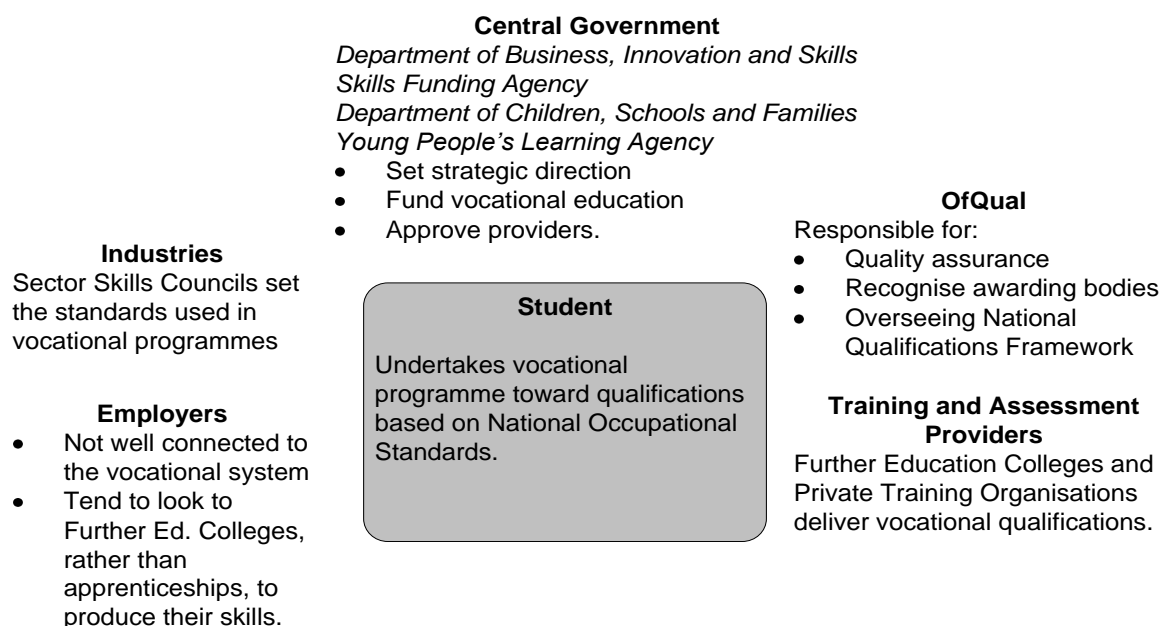 Central Government
Department of Business, Innovation and Skills
Skills Funding Agency
Department of Children, Schools and Families
Young People’s Learning Agency
• Set strategic direction
• Fund vocational education
• Approve providers.
Industries
Sector Skills Councils set
the standards used in
vocational programmes
Employers
• Not well connected to
the vocational system
• Tend to look to
Further Ed. Colleges,
rather than
apprenticeships, to
produce their skills.
Student
Undertakes vocational
programme toward qualifications
based on National Occupational
Standards.
OfQual
Responsible for:
• Quality assurance
• Recognise awarding bodies
• Overseeing National
Qualifications Framework
Training and Assessment
Providers
Further Education Colleges and
Private Training Organisations
deliver vocational qualifications.